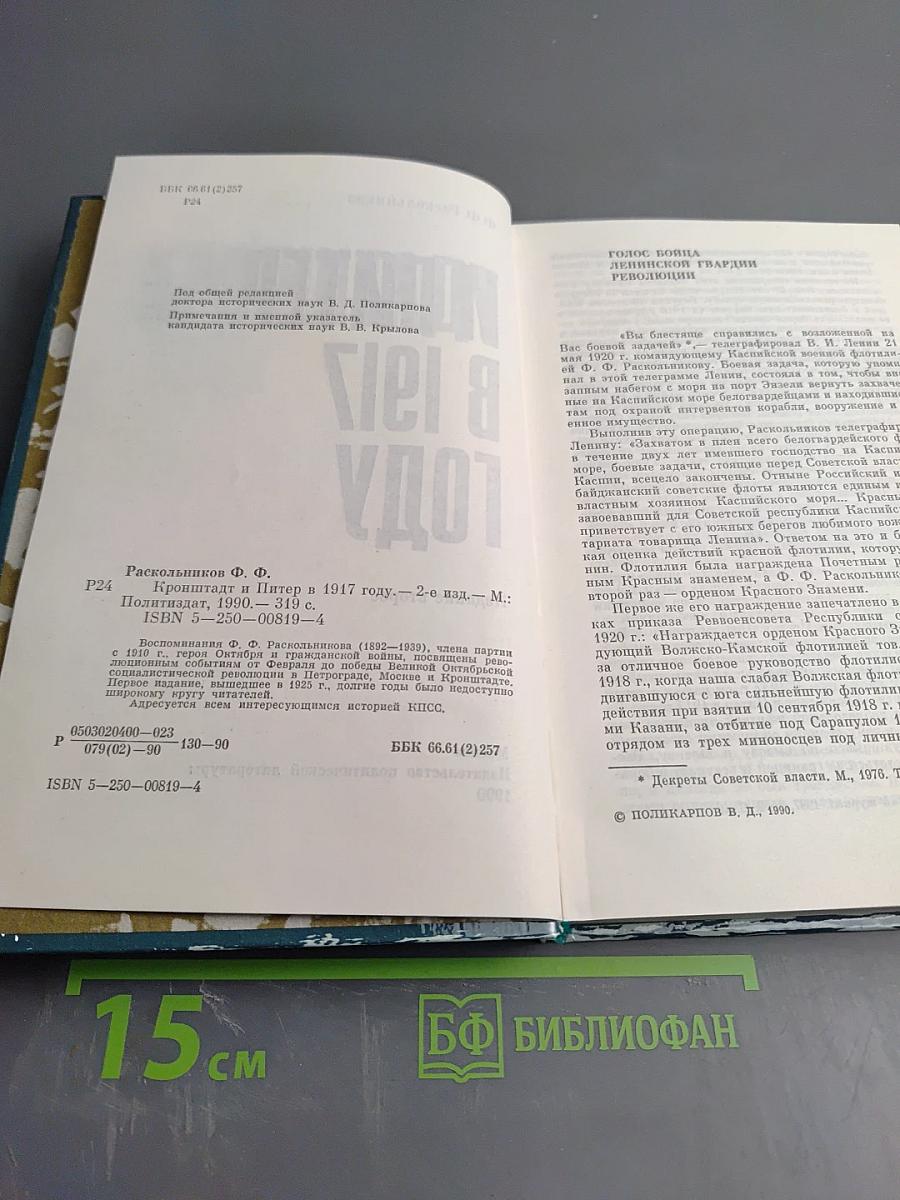 ББК 66.61(2)257
Р24
Под общей редакцией
доктора исторических наук В. Д. Поликарпова
Примечания и именной указатель
кандидата исторических наук В. В. Крылова
В 1917
ГОДУ
Раскольников Ф. Ф.
Р24 Кронштадт и Питер в 1917 году.— 2-е изд.— М.:
Политиздат, 1990.— 319 с.
ISBN 5—250—00819—4
Воспоминания Ф. Ф. Раскольникова (1892—1939), члена партии
с 1910 г., героя Октября и гражданской войны, посвящены рево-
люционным событиям от Февраля до победы Великой Октябрьской
социалистической революции в Петрограде, Москве и Кронштадте.
Первое издание, вышедшее в 1925 г., долгие годы было недоступно
широкому кругу читателей.
Адресуется всем интересующимся историей КПСС.
Р 0503020400—023
079(02)—90 130—90
ББК 66.61(2)257
ISBN 5—250—00819—4
Издательство политической литературы
1990
ГОЛОС БОЙЦА
ЛЕНИНСКОЙ ГВАРДИИ
РЕВОЛЮЦИИ
«Вы блестяще справились с возложенной на
Вас боевой задачей» *,— телеграфировал В. И. Ленин 21
мая 1920 г. командующему Каспийской военной флотили-
ей Ф. Ф. Раскольникову. Боевая задача, которую упоми
нал в этой телеграмме Ленин, состояла в том, чтобы вне
запным набегом с моря на порт Энзели вернуть захваче
ные на Каспийском море белогвардейцами и находившие
там под охраной интервентов корабли, вооружение и
енное имущество.
Выполнив эту операцию, Раскольников телеграфир
Ленину: «Захватом в плен всего белогвардейского ф
в течение двух лет имевшего господство на Каспи
море, боевые задачи, стоящие перед Советской власт
Каспии, всецело закончены. Отныне Российский и
байджанский советские флоты являются единым и
властным хозяином Каспийского моря... Красны
завоевавший для Советской республики Каспийс
приветствует с его южных берегов любимого вож
тариата товарища Ленина». Ответом на это и б
кая оценка действий красной флотилии, котору
нин. Флотилия была награждена Почетным р
ным Красным знаменем, а Ф. Ф. Раскольник
второй раз — орденом Красного Знамени.
Первое же его награждение запечатлено в
ках приказа Реввоенсовета Республики с
1920 г.: «Награждается орденом Красного З
дующий Волжско-Камской флотилией тов.
за отличное боевое руководство флотилие
1918 г., когда наша слабая Волжская флот
двигавшуюся с юга сильнейшую флотили
действия при взятии 10 сентября 1918 г.
ми Казани, за отбитие под Сарапулом 1
отрядом из трех миноносцев под личны
* Декреты Советской власти. М., 1976. Т
© ПОЛИКАРПОВ В. Д., 1990.
15 см
БФ БИБЛИОФАН